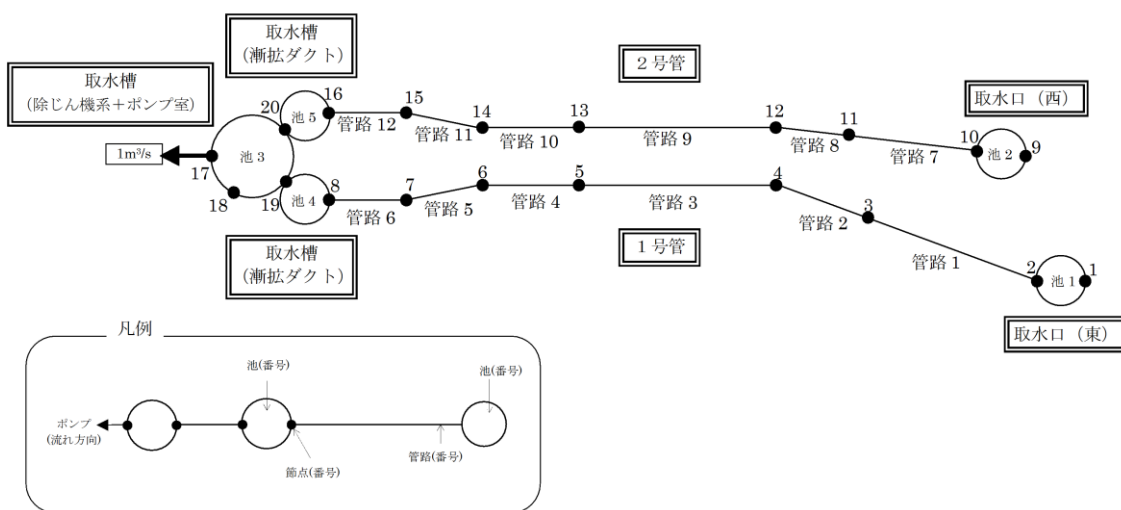 取水槽
(漸拡ダクト)
取水槽
(除じん機系+ポンプ室)
2号管
取水口(西)
1m³/s
17
18
池3
20
19
池5
16
管路12
15
管路11
14
管路10
13
管路9
12
管路8
11
管路7
10
池2
9
池4
8
管路6
7
管路5
6
管路4
5
管路3
4
管路2
3
管路1
2
池1
1
取水槽
(漸拡ダクト)
1号管
取水口(東)
凡例
池(番号)
池(番号)
ポンプ
(流れ方向)
節点(番号)
管路(番号)